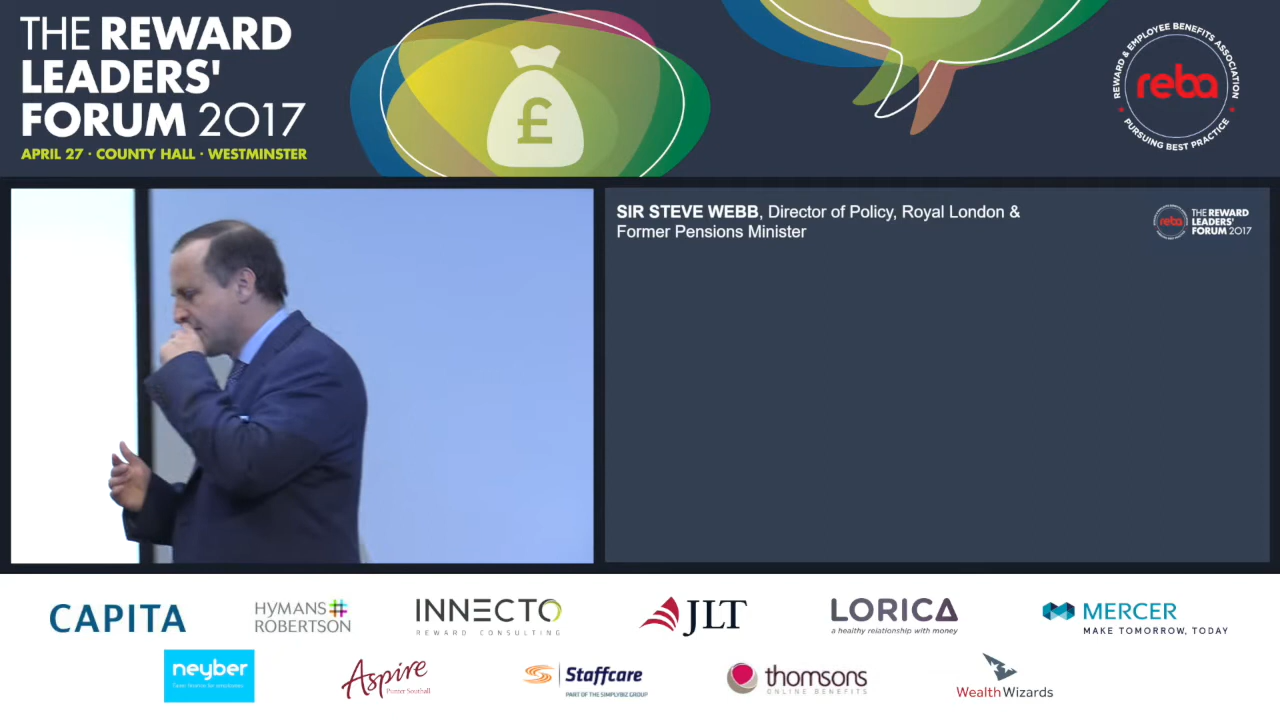 THE REWARD
LEADERS'
FORUM 2017
APRIL 27 · COUNTY HALL · WESTMINSTER
£
REWARD & EMPLOYEE BENEFITS ASSOCIATION
reba
PURSUING BEST PRACTICE
SIR STEVE WEBB, Director of Policy, Royal London &
Former Pensions Minister
reba
THE REWARD
LEADERS'
FORUM 2017
CAPITA
HYMANS
ROBERTSON
INNECTO
REWARD CONSULTING
JLT
LORICA
a healthy relationship with money
MERCER
MAKE TOMORROW, TODAY
neyber
Aspire
Punter Southall
Staffcare
PART OF THE SIMPLYBIZ GROUP
thomsons
ONLINE BENEFITS
WealthWizards